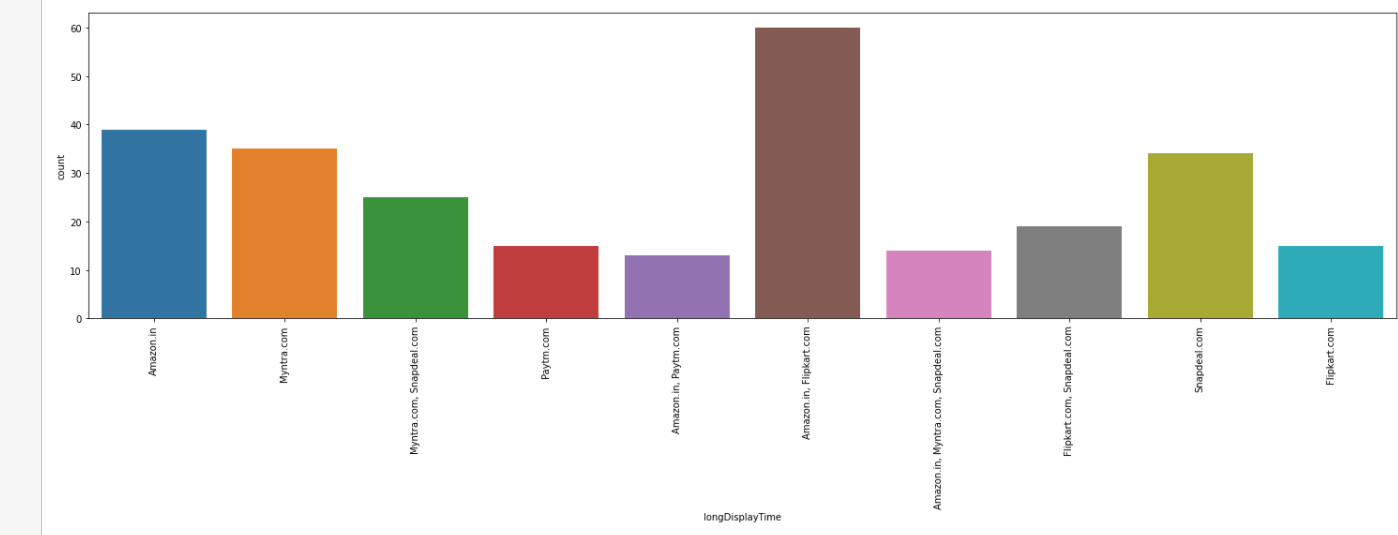 60
50
40
30
20
10
0
count
Amazon.in
Myntra.com
Myntra.com, Snapdeal.com
Paytm.com
Amazon.in, Paytm.com
Amazon.in, Flipkart.com
Amazon.in, Myntra.com, Snapdeal.com
Flipkart.com, Snapdeal.com
Snapdeal.com
Flipkart.com
longDisplayTime